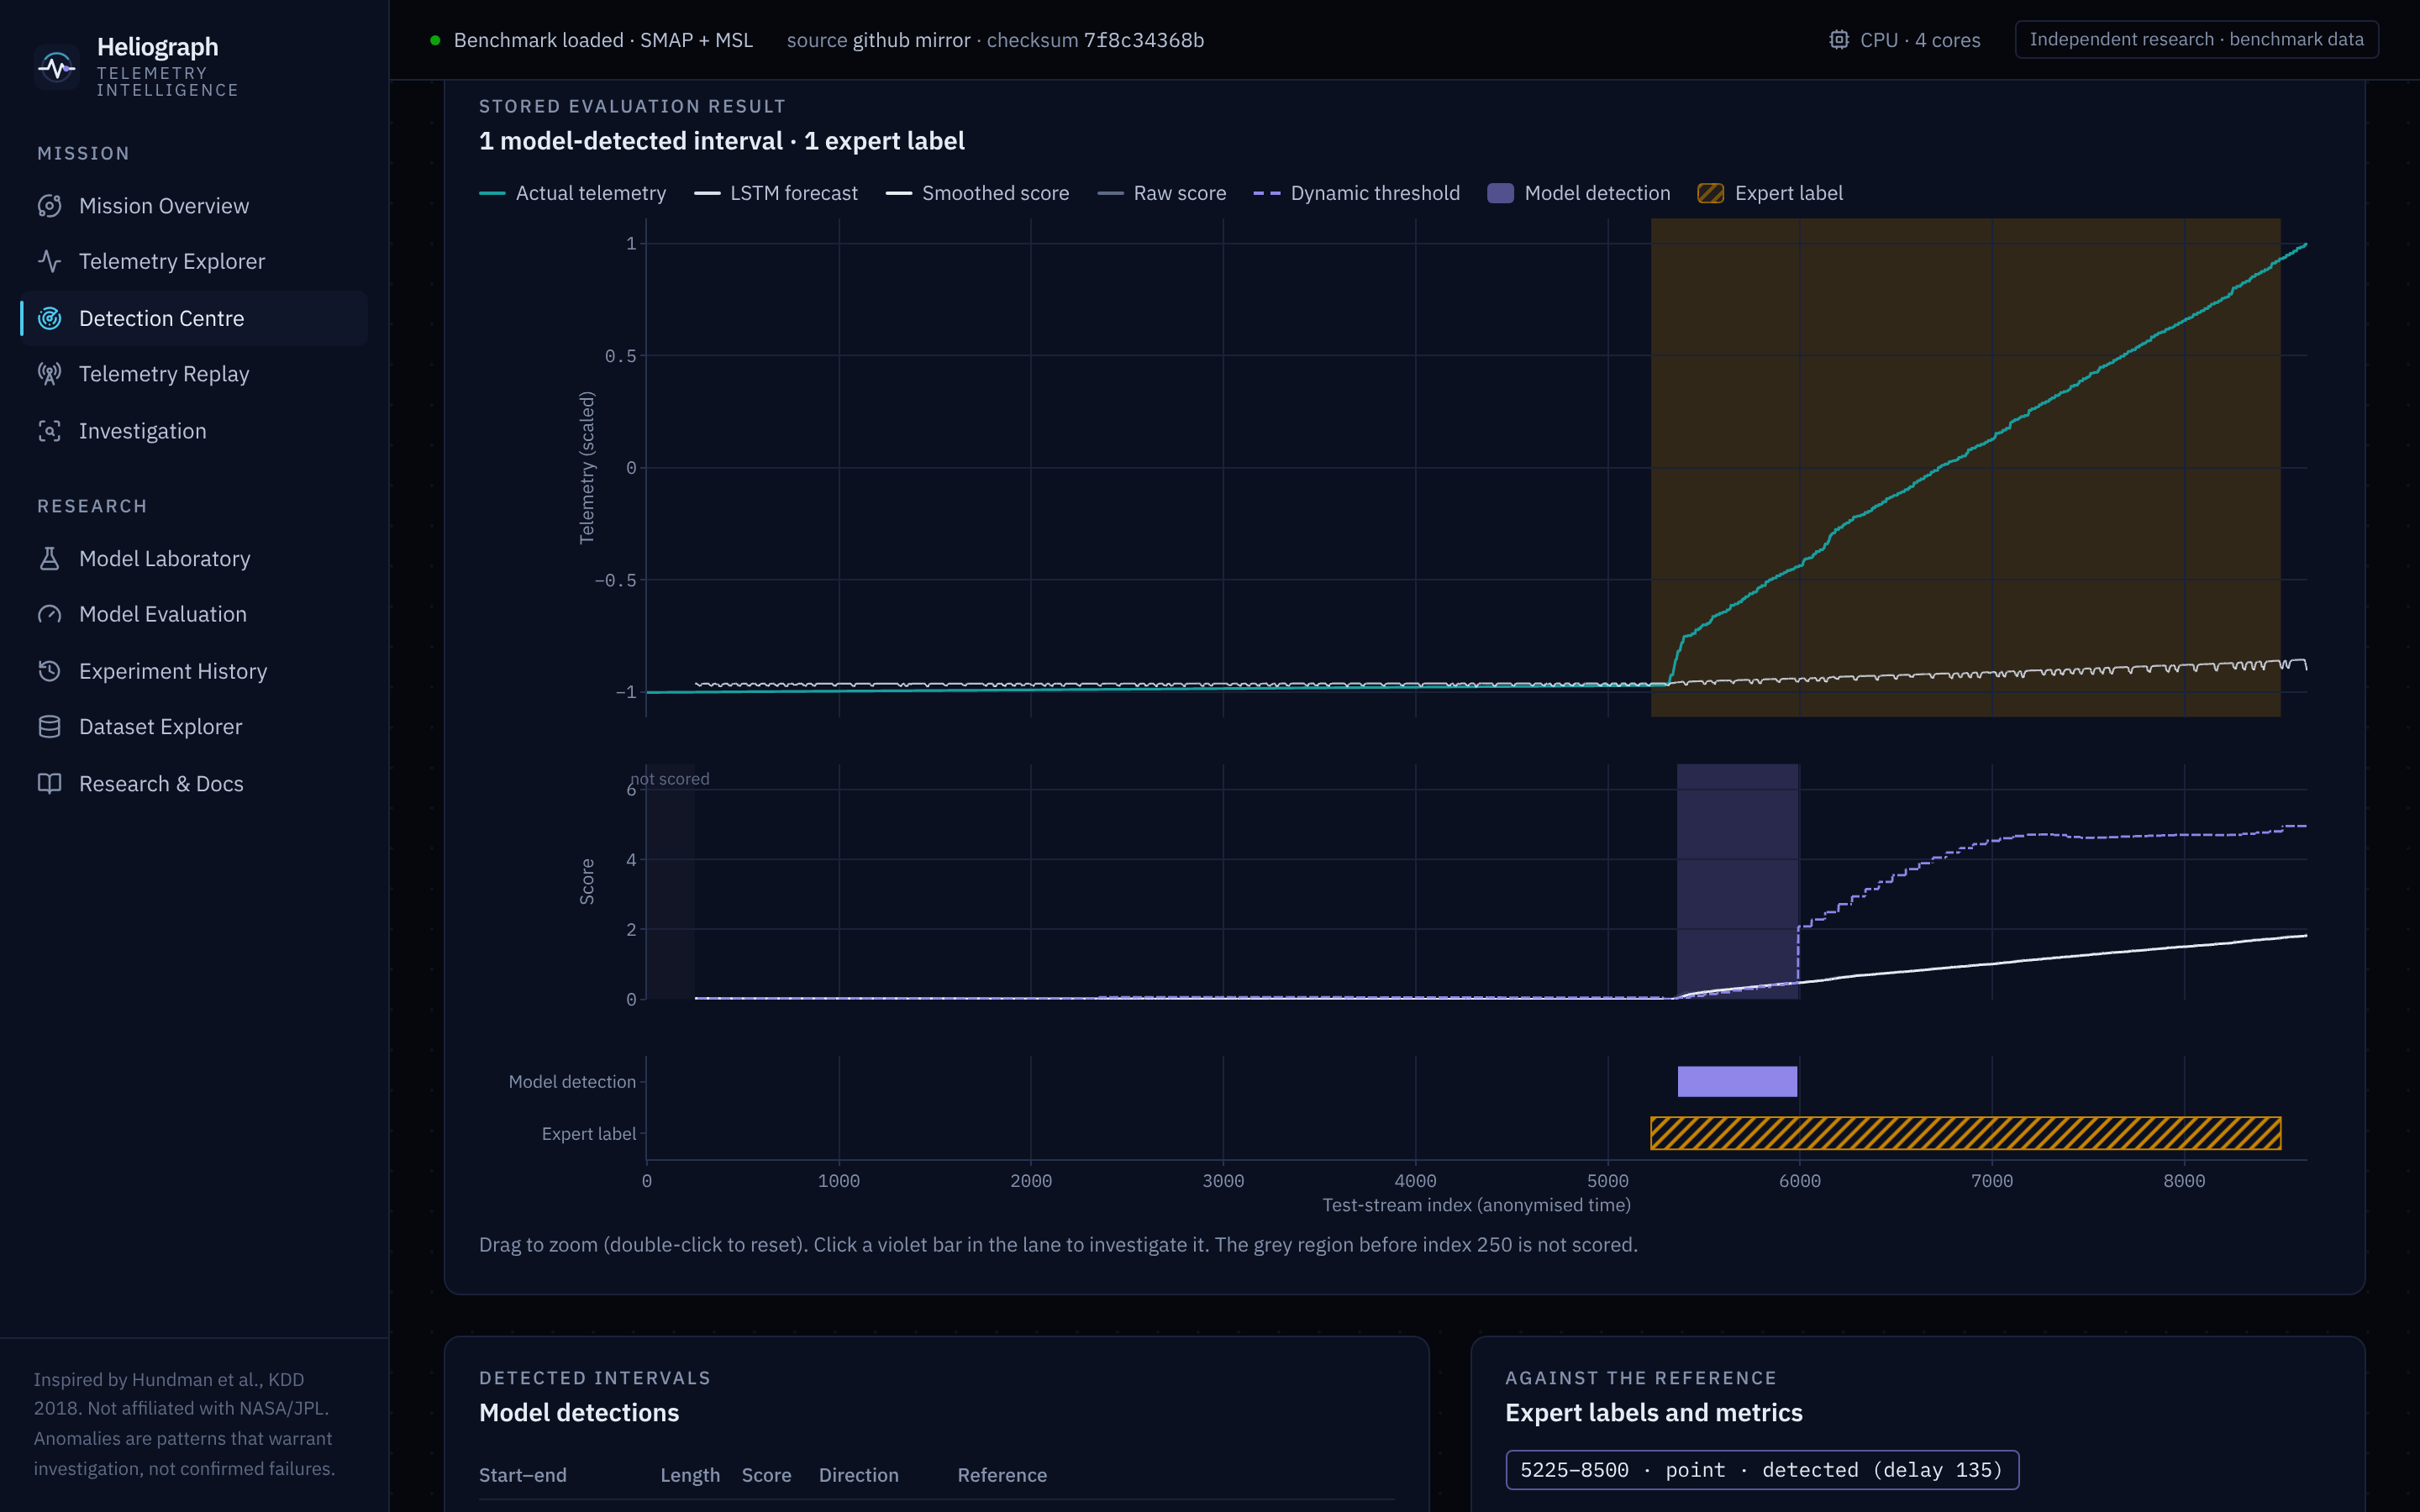 Heliograph
TELEMETRY
INTELLIGENCE
MISSION
Mission Overview
Telemetry Explorer
Detection Centre
Telemetry Replay
Investigation
RESEARCH
Model Laboratory
Model Evaluation
Experiment History
Dataset Explorer
Research & Docs
Inspired by Hundman et al., KDD
2018. Not affiliated with NASA/JPL.
Anomalies are patterns that warrant
investigation, not confirmed failures.
Benchmark loaded · SMAP + MSL source github mirror · checksum 7f8c34368b
CPU · 4 cores
Independent research · benchmark data
STORED EVALUATION RESULT
1 model-detected interval · 1 expert label
Actual telemetry LSTM forecast Smoothed score Raw score Dynamic threshold Model detection Expert label
Telemetry (scaled)
1
0.5
0
−0.5
−1
not scored
Score
6
4
2
0
Model detection
Expert label
0 1000 2000 3000 4000 5000 6000 7000 8000
Test-stream index (anonymised time)
Drag to zoom (double-click to reset). Click a violet bar in the lane to investigate it. The grey region before index 250 is not scored.
DETECTED INTERVALS
Model detections
Start–end Length Score Direction Reference
AGAINST THE REFERENCE
Expert labels and metrics
5225–8500 · point · detected (delay 135)